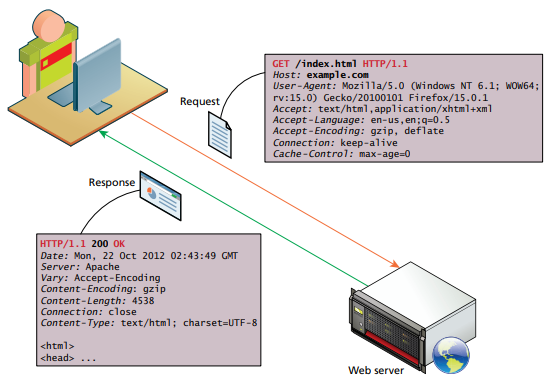 GET /index.html HTTP/1.1
Host: example.com
User-Agent: Mozilla/5.0 (Windows NT 6.1; WOW64;
rv:15.0) Gecko/20100101 Firefox/15.0.1
Accept: text/html,application/xhtml+xml
Accept-Language: en-us,en;q=0.5
Accept-Encoding: gzip, deflate
Connection: keep-alive
Cache-Control: max-age=0
Request
Response
HTTP/1.1 200 OK
Date: Mon, 22 Oct 2012 02:43:49 GMT
Server: Apache
Vary: Accept-Encoding
Content-Encoding: gzip
Content-Length: 4538
Connection: close
Content-Type: text/html; charset=UTF-8
<html>
<head> ...
Web server